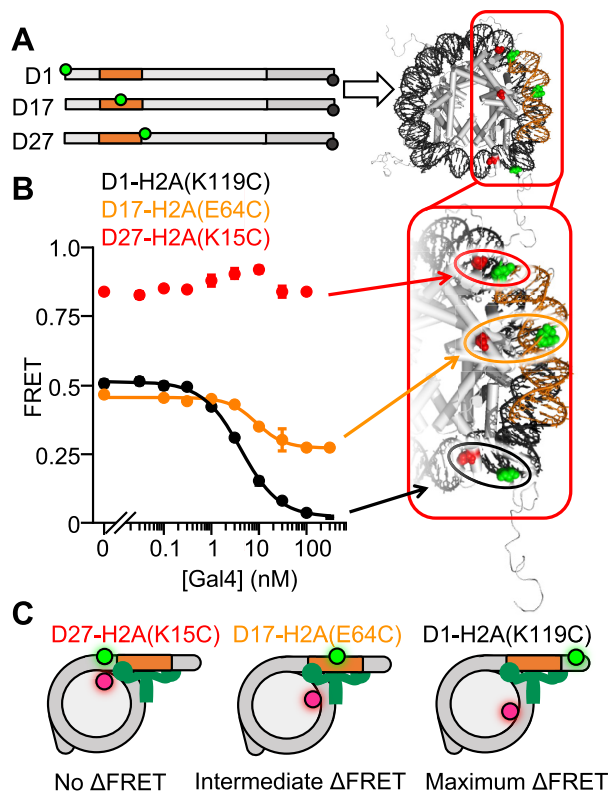 A
D1
D17
D27
B
D1-H2A(K119C)
D17-H2A(E64C)
D27-H2A(K15C)
1.0
0.75
0.5
0.25
0
FRET
0 0.1 1 10 100
[Gal4] (nM)
C
D27-H2A(K15C) D17-H2A(E64C) D1-H2A(K119C)
No ΔFRET Intermediate ΔFRET Maximum ΔFRET